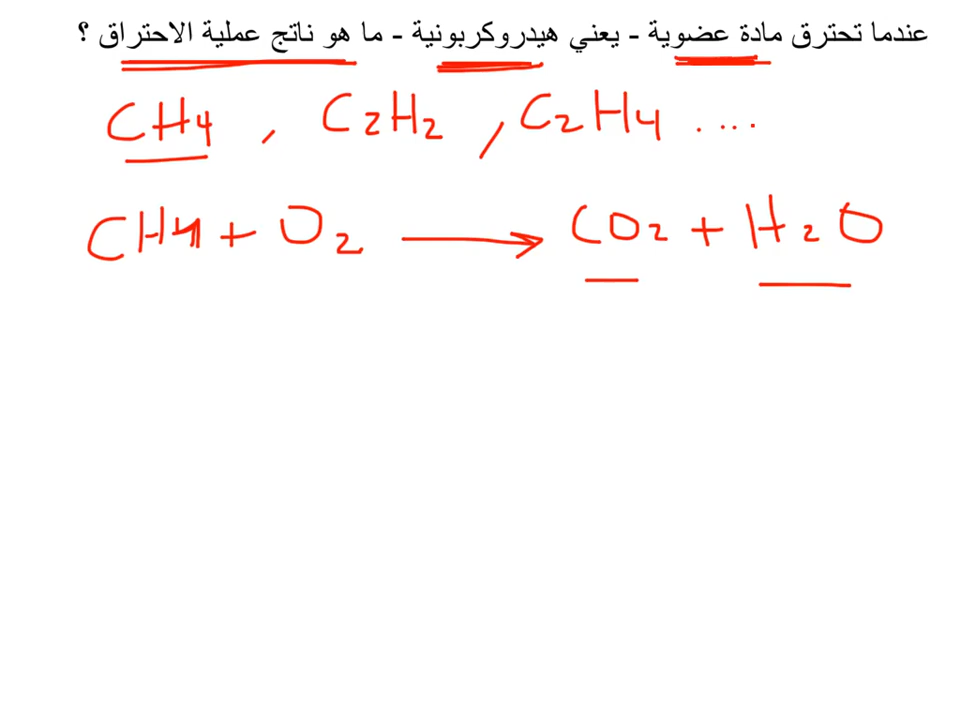 عندما تحترق مادة عضوية - يعني هيدروكربونية - ما هو ناتج عملية الاحتراق ؟
CH4 , C2H2 , C2H4 .....
CH4 + O2 → CO2 + H2O